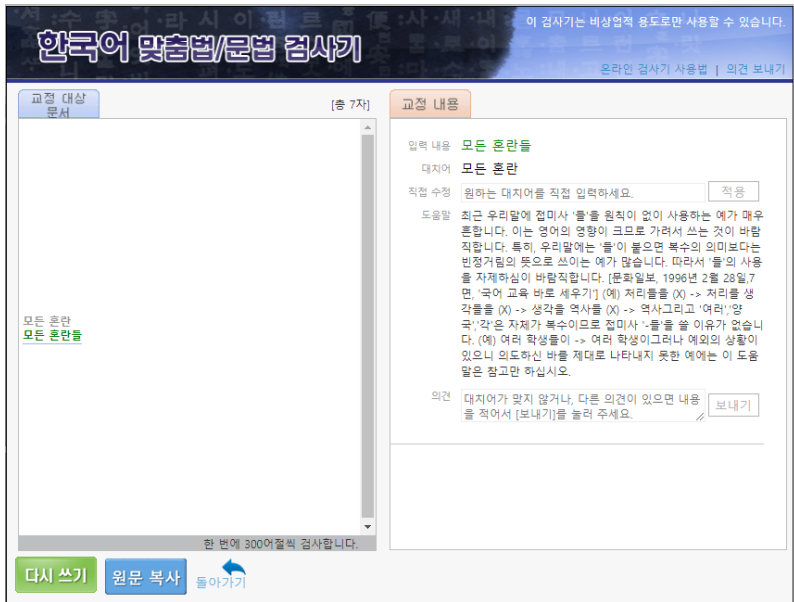 이 검사기는 비상업적 용도로만 사용할 수 있습니다.
한국어 맞춤법/문법 검사기
온라인 검사기 사용법 | 의견 보내기
교정 대상
문서
[총 7자]
모든 혼란
모든 혼란들
한 번에 300어절씩 검사합니다.
교정 내용
입력 내용 모든 혼란들
대치어 모든 혼란
직접 수정 원하는 대치어를 직접 입력하세요. 적용
도움말 최근 우리말에 접미사 '들'을 원칙이 없이 사용하는 예가 매우
흔합니다. 이는 영어의 영향이 크므로 가려서 쓰는 것이 바람
직합니다. 특히, 우리말에는 '들'이 붙으면 복수의 의미보다는
빈정거림의 뜻으로 쓰이는 예가 많습니다. 따라서 '들'의 사용
을 자제하심이 바람직합니다. [문화일보, 1996년 2월 28일,7
면, '국어 교육 바로 세우기'] (예) 처리들을 (X) -> 처리를 생
각들을 (X) -> 생각을 역사들 (X) -> 역사그리고 '여러','양
국','각'은 자체가 복수이므로 접미사 '-들'을 쓸 이유가 없습니
다. (예) 여러 학생들이 -> 여러 학생이그러나 예외의 상황이
있으니 의도하신 바를 제대로 나타내지 못한 예에는 이 도움
말은 참고만 하십시오.
의견 대치어가 맞지 않거나, 다른 의견이 있으면 내용
을 적어서 [보내기]를 눌러 주세요. 보내기
다시 쓰기 원문 복사 돌아가기